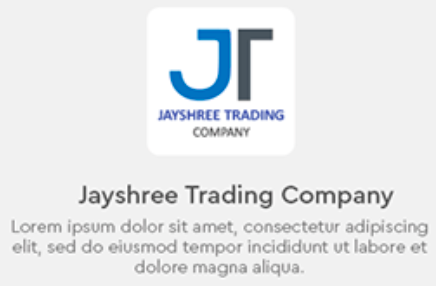 JT
JAYSHREE TRADING
COMPANY
Jayshree Trading Company
Lorem ipsum dolor sit amet, consectetur adipiscing
elit, sed do eiusmod tempor incididunt ut labore et
dolore magna aliqua.